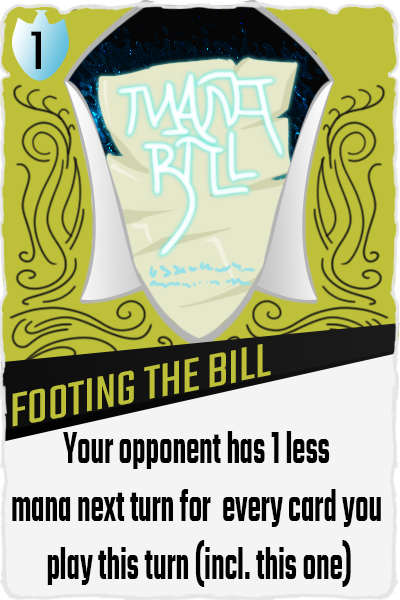 1
MANA
BILL
FOOTING THE BILL
Your opponent has 1 less
mana next turn for every card you
play this turn (incl. this one)